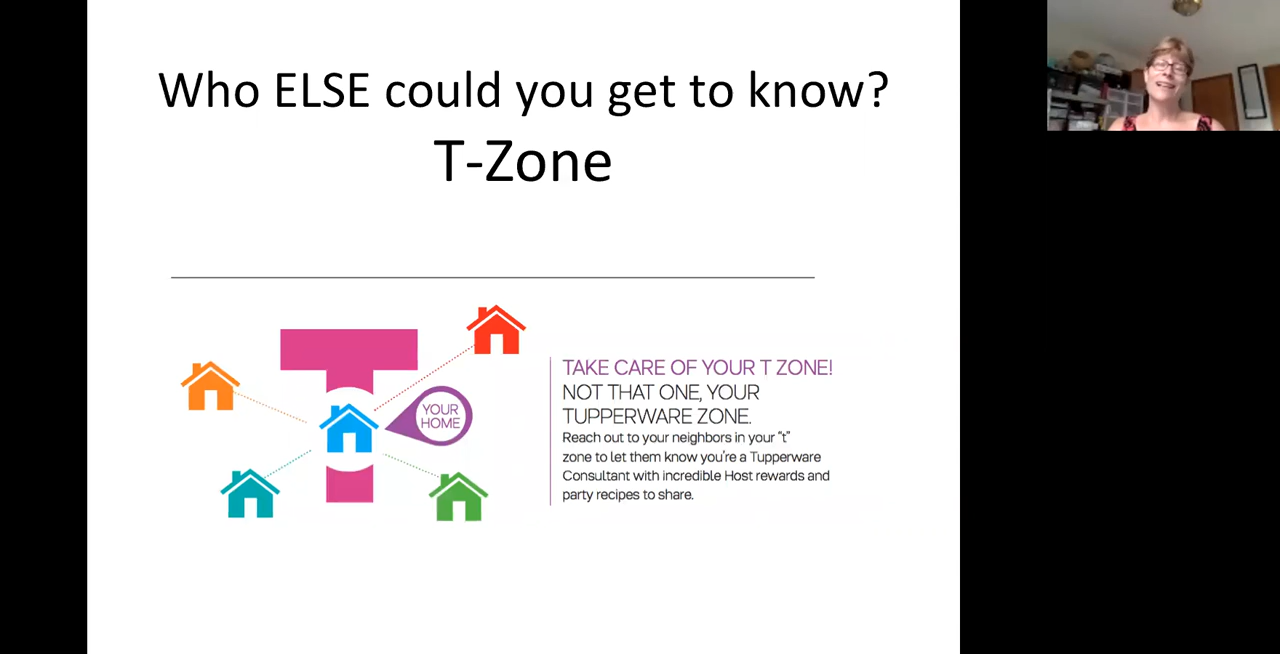 Who ELSE could you get to know?
T-Zone
T
YOUR
HOME
TAKE CARE OF YOUR T ZONE!
NOT THAT ONE, YOUR
TUPPERWARE ZONE.
Reach out to your neighbors in your "t"
zone to let them know you're a Tupperware
Consultant with incredible Host rewards and
party recipes to share.